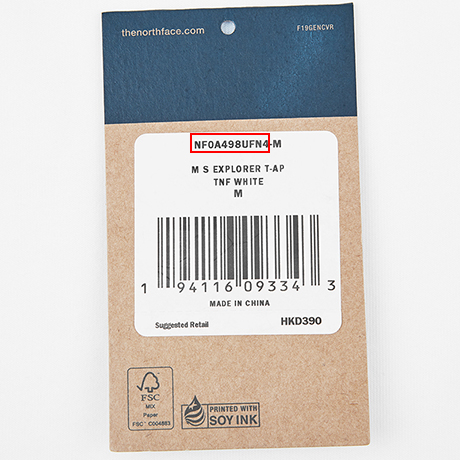 thenorthface.com
F19GENCVR
NF0A498UFN4-M
M S EXPLORER T-AP
TNF WHITE
M
1 94116 09334 3
MADE IN CHINA
Suggested Retail HKD390
FSC
MIX
Paper
FSC® C004883
PRINTED WITH
SOY INK